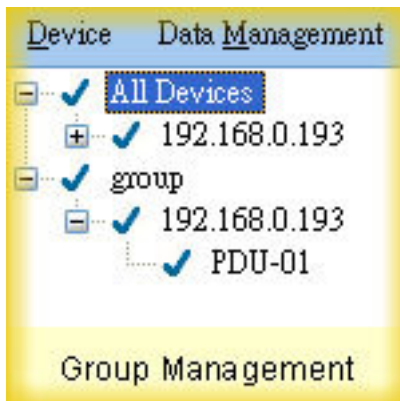 Device Data Management
All Devices
192.168.0.193
group
192.168.0.193
PDU-01
Group Management